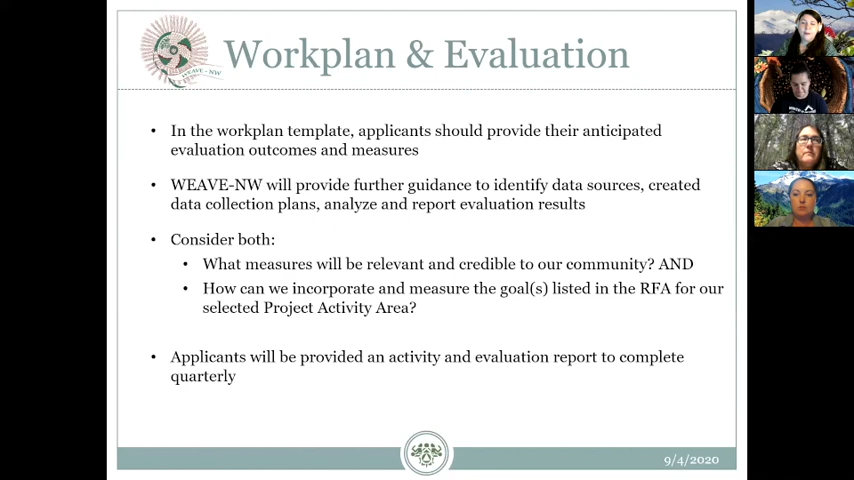 WEAVE - NW
Workplan & Evaluation
• In the workplan template, applicants should provide their anticipated
evaluation outcomes and measures
• WEAVE-NW will provide further guidance to identify data sources, created
data collection plans, analyze and report evaluation results
• Consider both:
• What measures will be relevant and credible to our community? AND
• How can we incorporate and measure the goal(s) listed in the RFA for our
selected Project Activity Area?
• Applicants will be provided an activity and evaluation report to complete
quarterly
9/4/2020